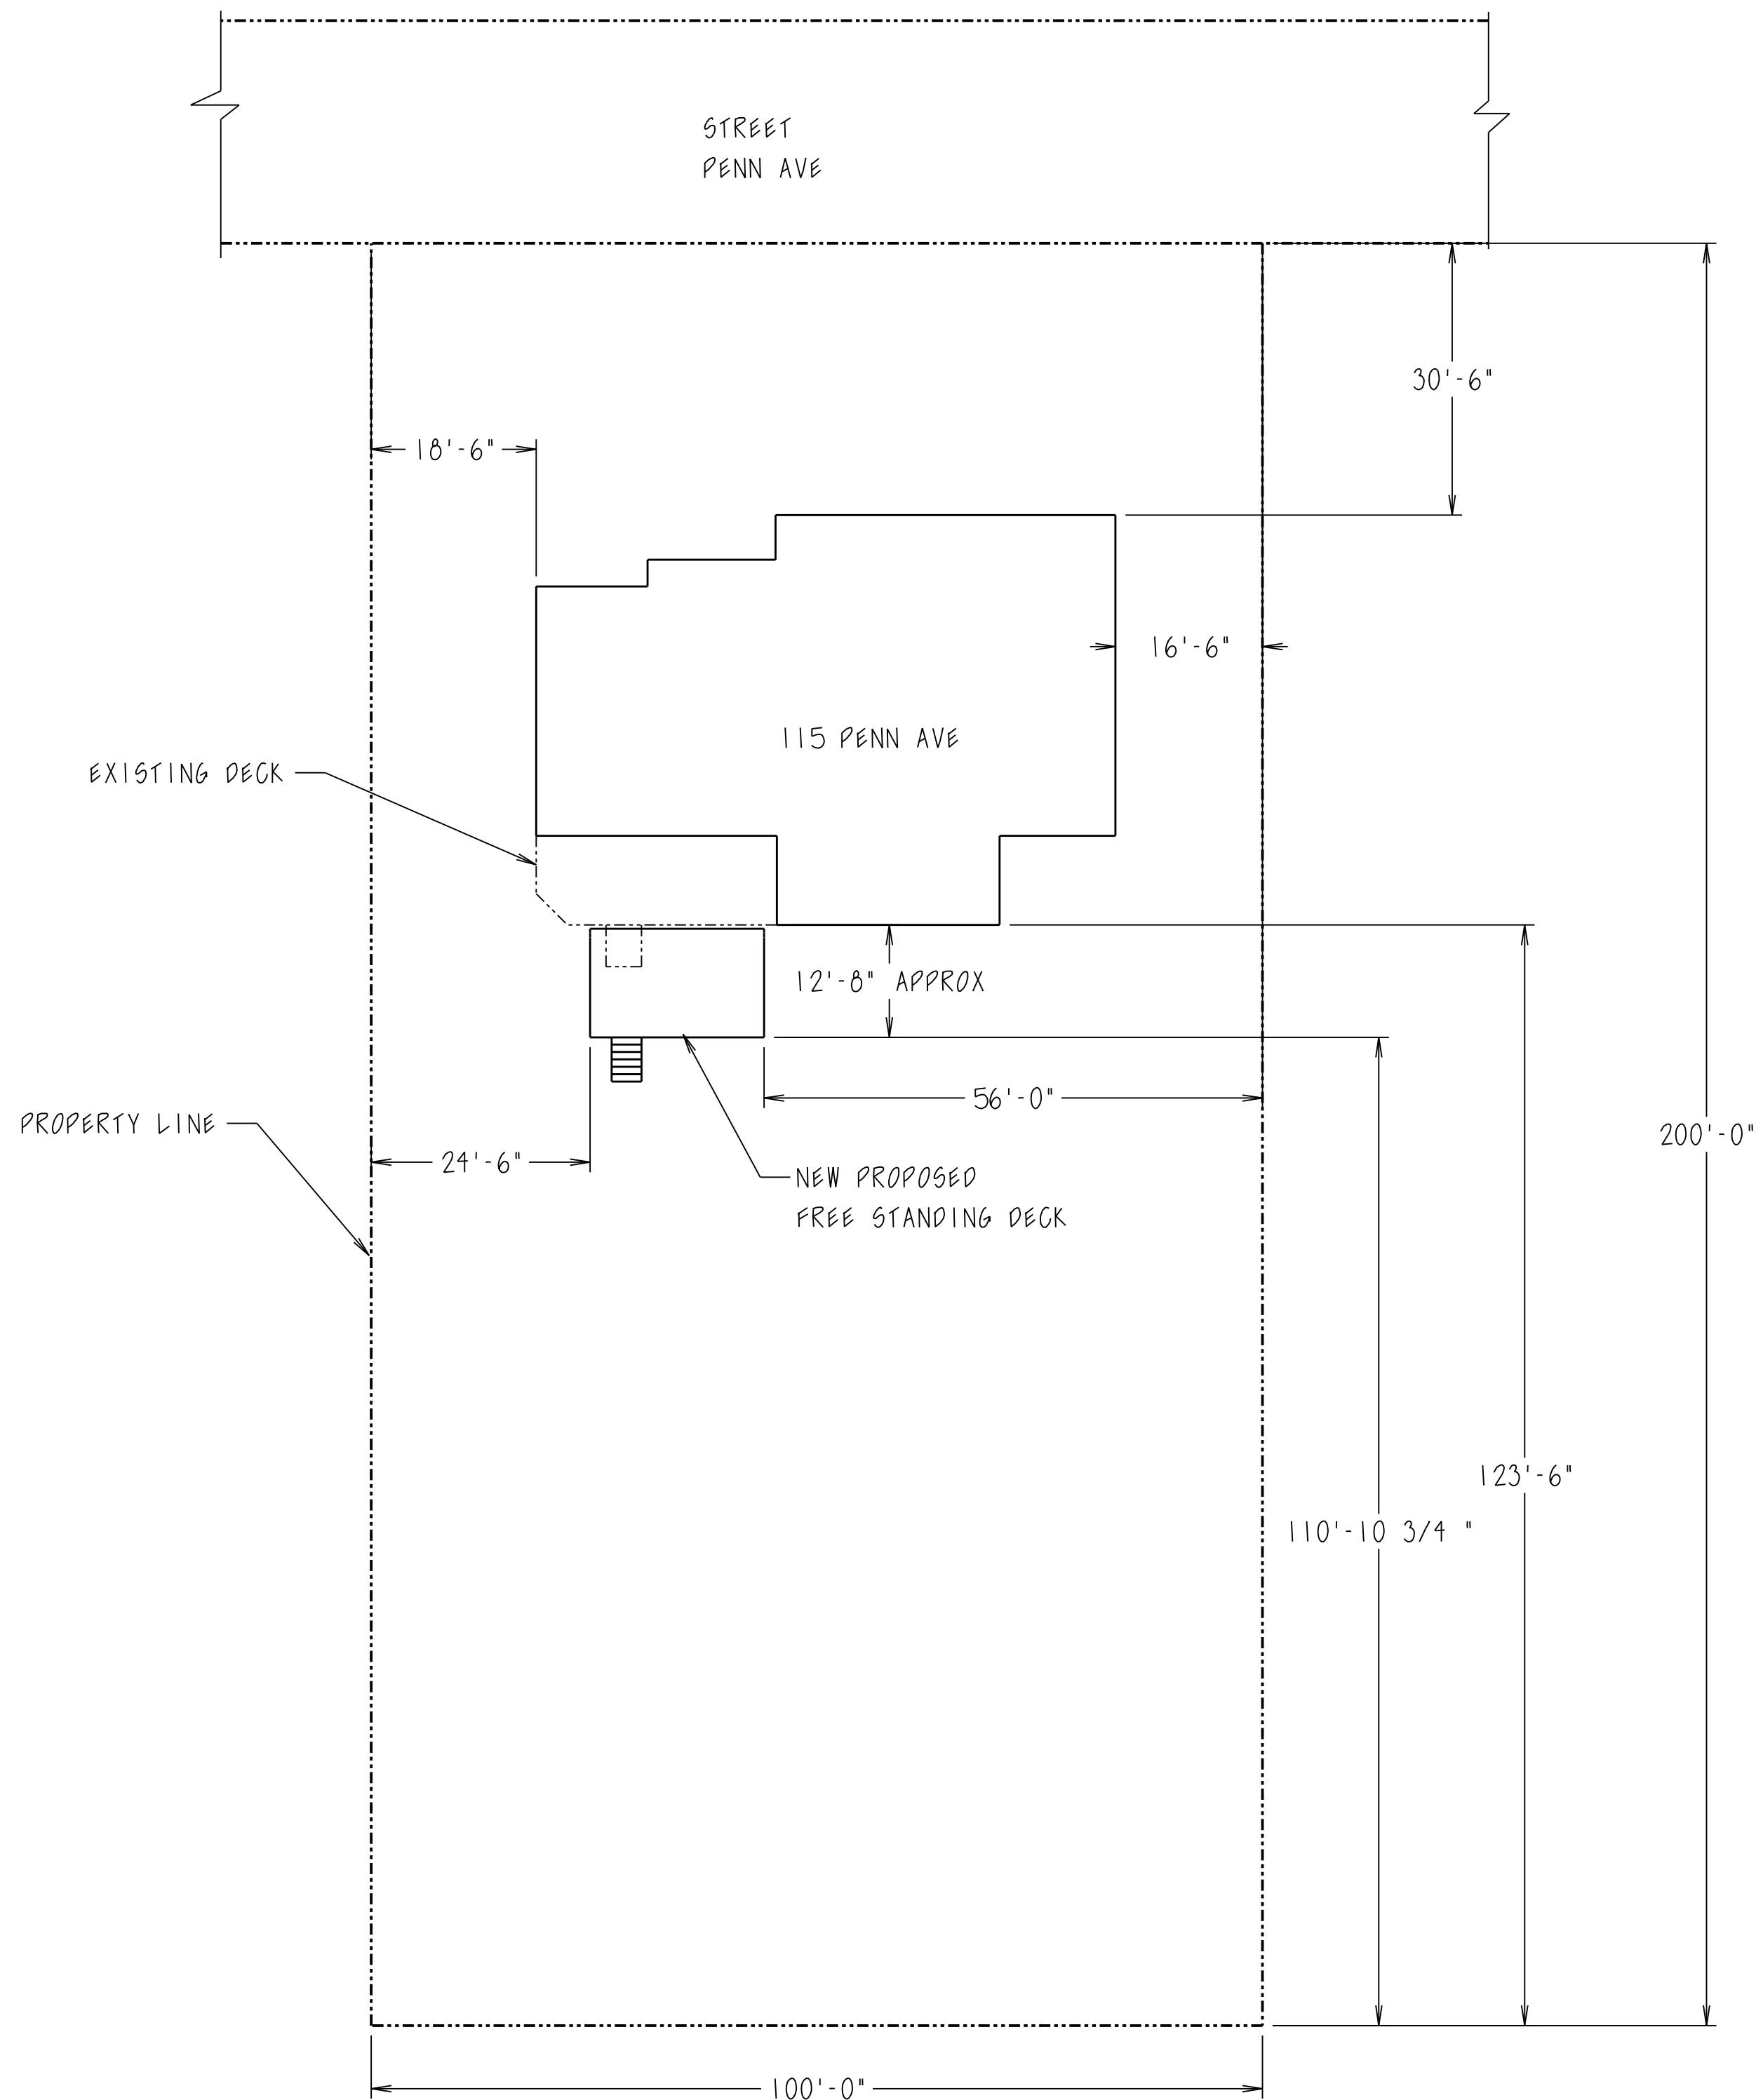 STREET
PENN AVE
30'-6"
18'-6"
16'-6"
115 PENN AVE
EXISTING DECK
12'-8" APPROX
56'-0"
PROPERTY LINE
200'-0"
24'-6"
NEW PROPOSED
FREE STANDING DECK
123'-6"
110'-10 3/4 "
100'-0"